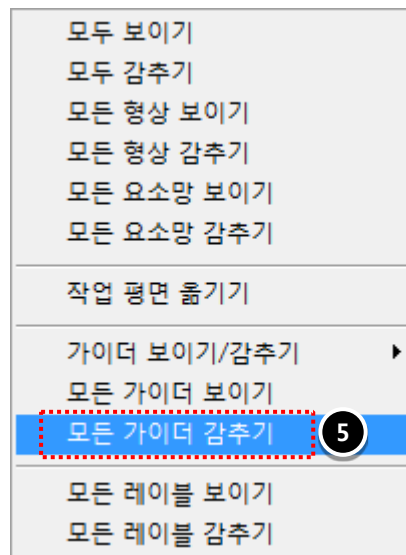 모두 보이기
모두 감추기
모든 형상 보이기
모든 형상 감추기
모든 요소망 보이기
모든 요소망 감추기
작업 평면 옮기기
가이더 보이기/감추기
모든 가이더 보이기
모든 가이더 감추기 5
모든 레이블 보이기
모든 레이블 감추기